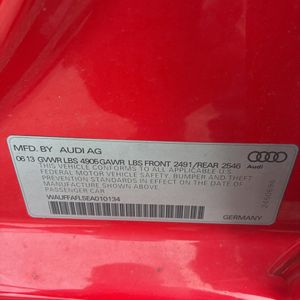 MFD. BY AUDI AG
06 13 GVWR LBS 4905 GAWR LBS FRONT 2491/REAR 2546
THIS VEHICLE CONFORMS TO ALL APPLICABLE U.S.
FEDERAL MOTOR VEHICLE SAFETY, BUMPER AND THEFT
PREVENTION STANDARDS IN EFFECT ON THE DATE OF
MANUFACTURE SHOWN ABOVE.
PASSENGER CAR
WAUFFAFL5EA010134
GERMANY